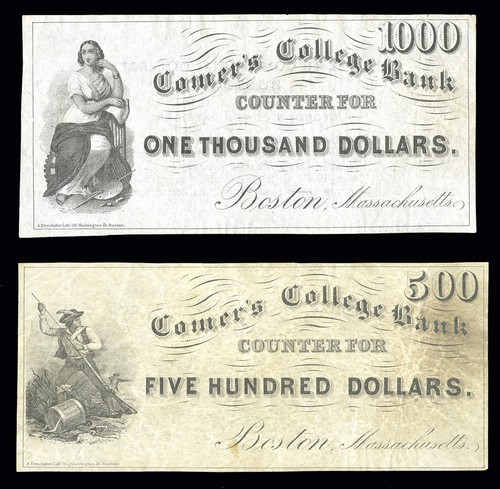 1000
Comer's College Bank
COUNTER FOR
ONE THOUSAND DOLLARS.
Boston, Massachusetts.
500
Comer's College Bank
COUNTER FOR
FIVE HUNDRED DOLLARS.
Boston, Massachusetts.